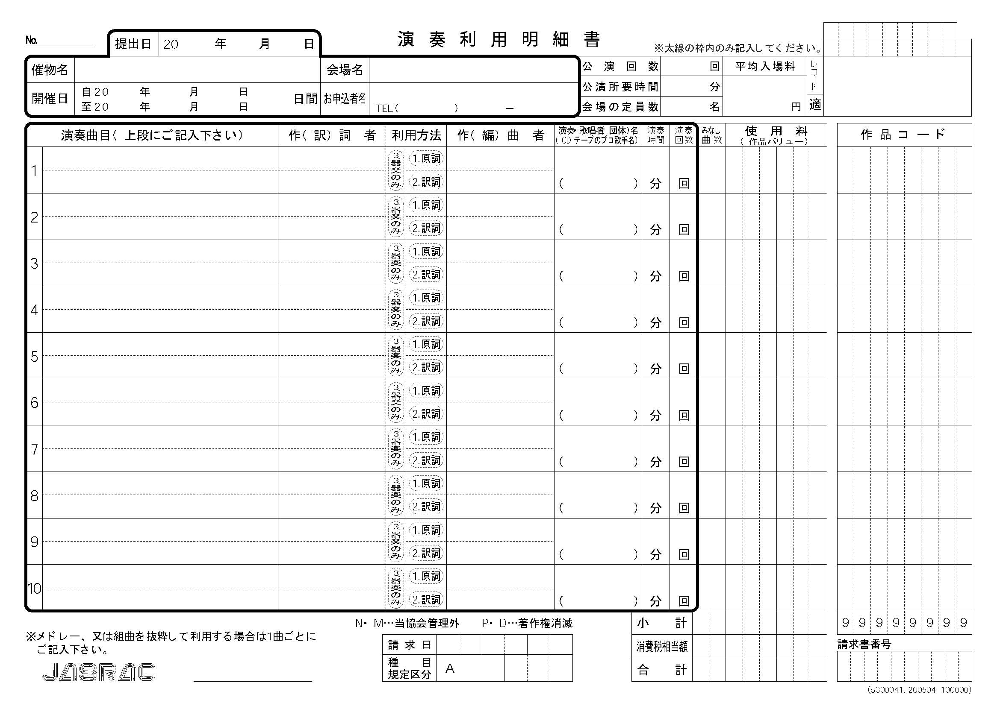 No.
提出日 20 年 月 日
演奏利用明細書
※太線の枠内のみ記入してください。
催物名 会場名
公演回数 回 平均入場料 レコード
開催日 自20 年 月 日
至20 年 月 日 日間
お申込者名 TEL( ) ー
公演所要時間 分
会場の定員数 名 円 適
演奏曲目(上段にご記入下さい) 作(訳)詞者 利用方法 作(編)曲者 演奏・歌唱者(団体)名 演奏時間 演奏回数 みなし曲数 使用料 作品コード
(CD・テープのプロ歌手名) (作品バリュー)
1 3.器楽のみ 1.原詞
2.訳詞 ( ) 分 回
2 3.器楽のみ 1.原詞
2.訳詞 ( ) 分 回
3 3.器楽のみ 1.原詞
2.訳詞 ( ) 分 回
4 3.器楽のみ 1.原詞
2.訳詞 ( ) 分 回
5 3.器楽のみ 1.原詞
2.訳詞 ( ) 分 回
6 3.器楽のみ 1.原詞
2.訳詞 ( ) 分 回
7 3.器楽のみ 1.原詞
2.訳詞 ( ) 分 回
8 3.器楽のみ 1.原詞
2.訳詞 ( ) 分 回
9 3.器楽のみ 1.原詞
2.訳詞 ( ) 分 回
10 3.器楽のみ 1.原詞
2.訳詞 ( ) 分 回
N・M…当協会管理外 P・D…著作権消滅
小計 9 9 9 9 9 9 9 9
※メドレー、又は組曲を抜粋して利用する場合は1曲ごとに
ご記入下さい。
請求日
消費税相当額
請求書番号
種目
規定区分 A
合計
JASRAC
(5300041. 200504. 100000)